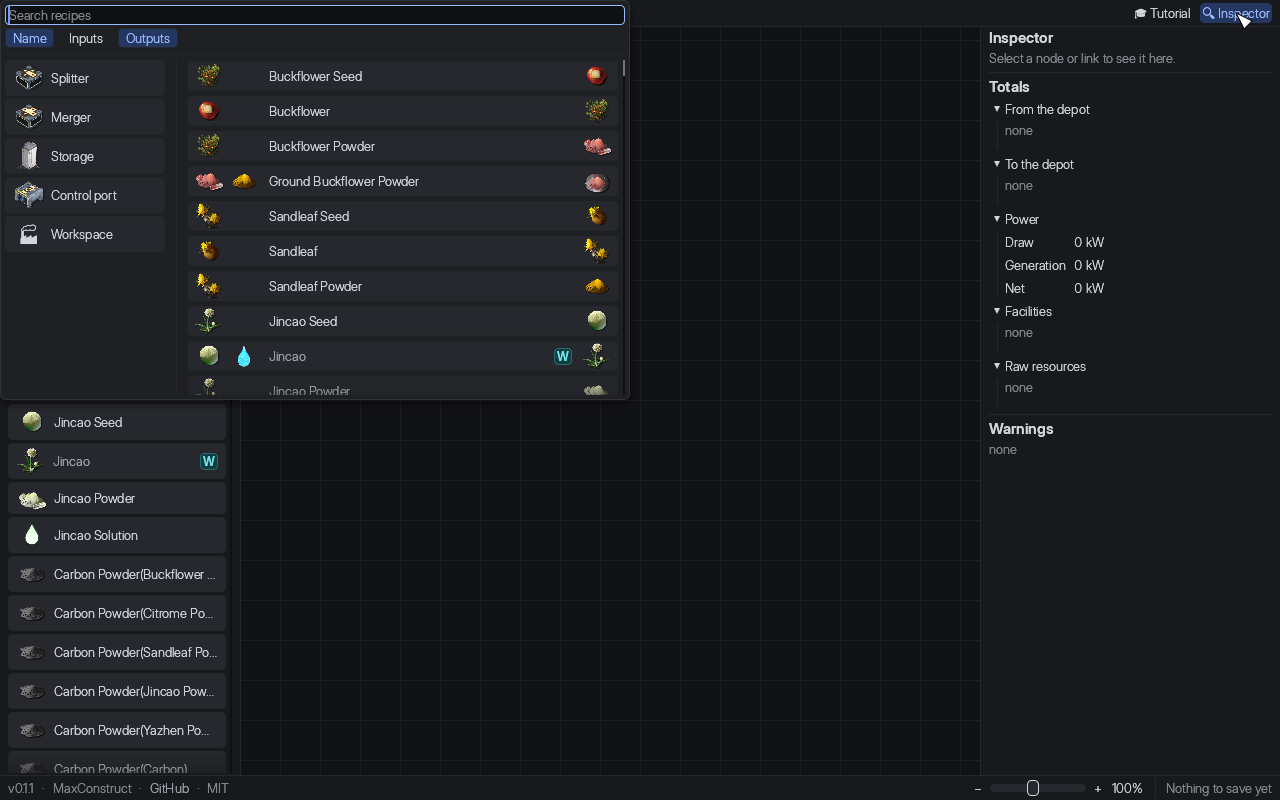 Search recipes
Name Inputs Outputs
Splitter
Merger
Storage
Control port
Workspace
Buckflower Seed
Buckflower
Buckflower Powder
Ground Buckflower Powder
Sandleaf Seed
Sandleaf
Sandleaf Powder
Jincao Seed
Jincao W
Jincao Powder
Jincao Seed
Jincao W
Jincao Powder
Jincao Solution
Carbon Powder(Buckflower ...
Carbon Powder(Citrome Po...
Carbon Powder(Sandleaf Po...
Carbon Powder(Jincao Pow...
Carbon Powder(Yazhen Po...
Carbon Powder(Carbon)
Tutorial Inspector
Inspector
Select a node or link to see it here.
Totals
From the depot
none
To the depot
none
Power
Draw 0 kW
Generation 0 kW
Net 0 kW
Facilities
none
Raw resources
none
Warnings
none
v0.1.1 · MaxConstruct · GitHub · MIT
− + 100% Nothing to save yet